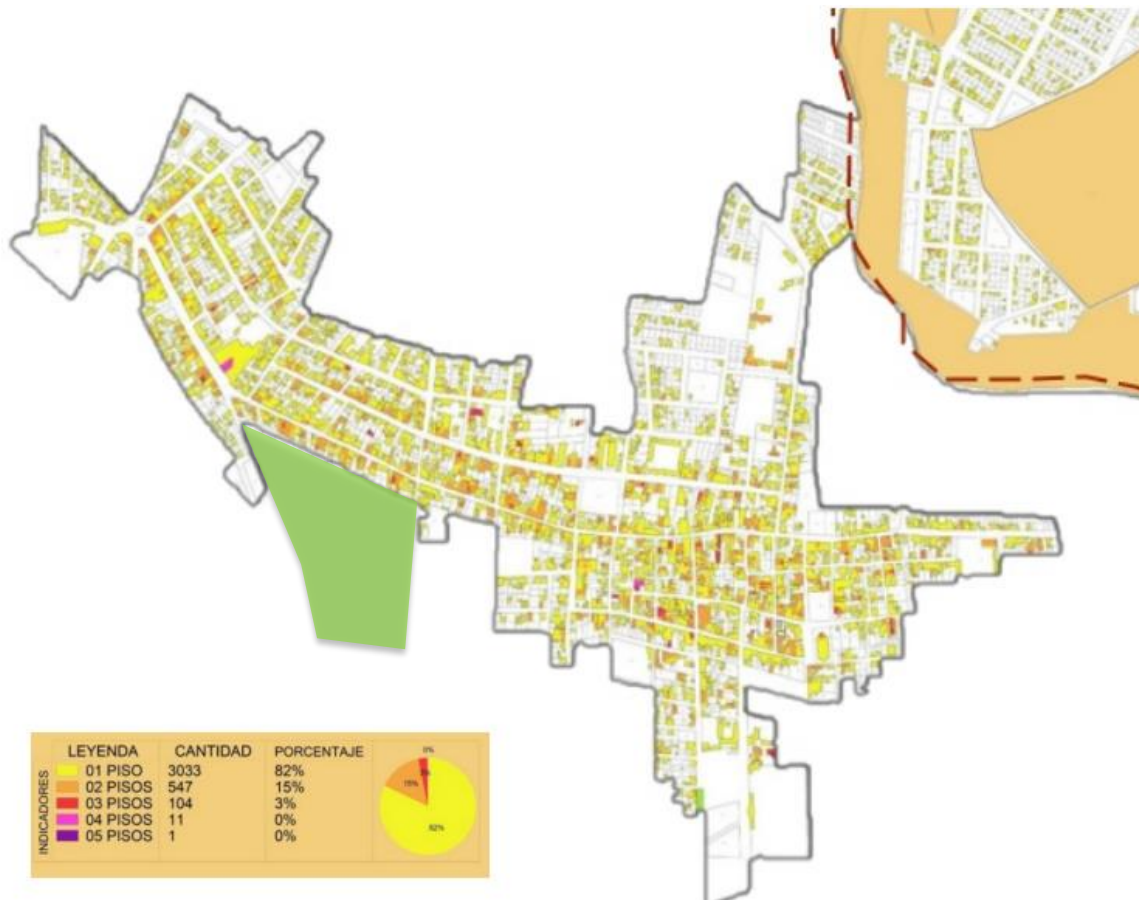 LEYENDA CANTIDAD PORCENTAJE
INDICADORES
01 PISO 3033 82%
02 PISOS 547 15%
03 PISOS 104 3%
04 PISOS 11 0%
05 PISOS 1 0%
0%
3%
15%
82%